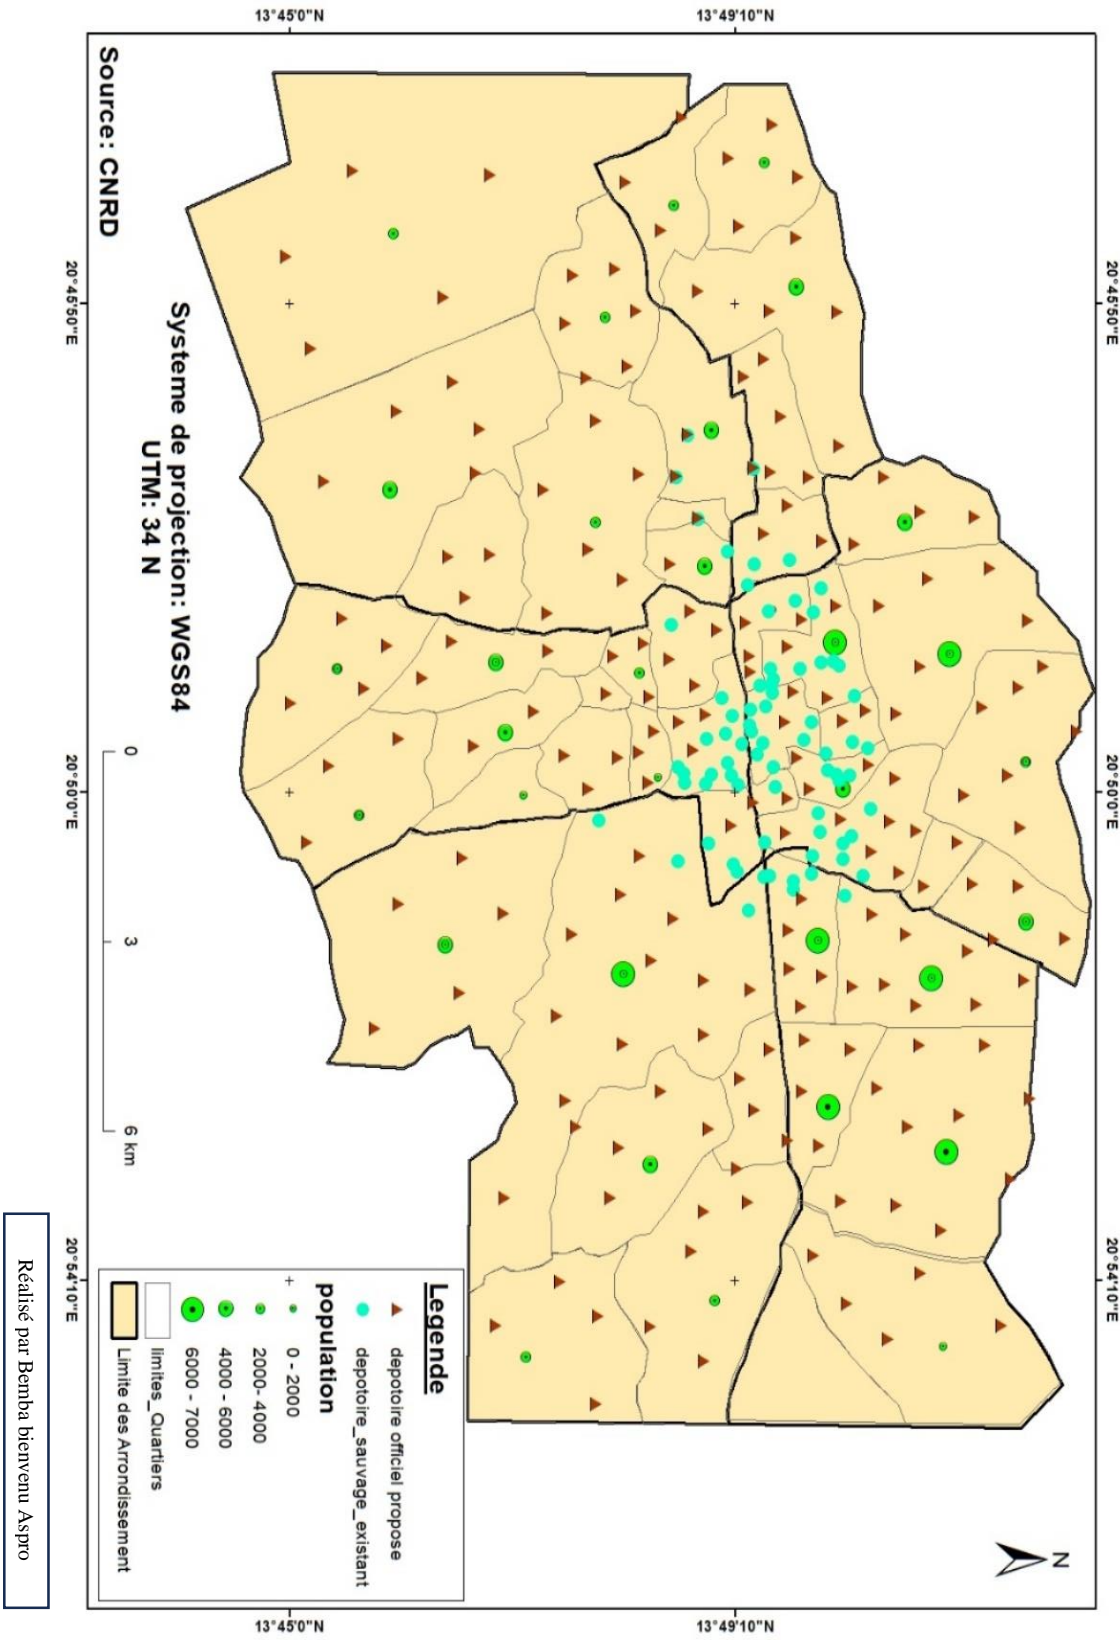 20°45'50"E
20°50'0"E
20°54'10"E
13°49'10"N
13°49'10"N
13°45'0"N
13°45'0"N
N
Source: CNRD
Systeme de projection: WGS84
UTM: 34 N
0 3 6 km
20°45'50"E
20°50'0"E
20°54'10"E
Legende
depotoire officiel propose
depotoire_sauvage_existant
population
0 - 2000
2000- 4000
4000 - 6000
6000 - 7000
limites_Quartiers
Limite des Arrondissement
Réalisé par Bemba bienvenu Aspro